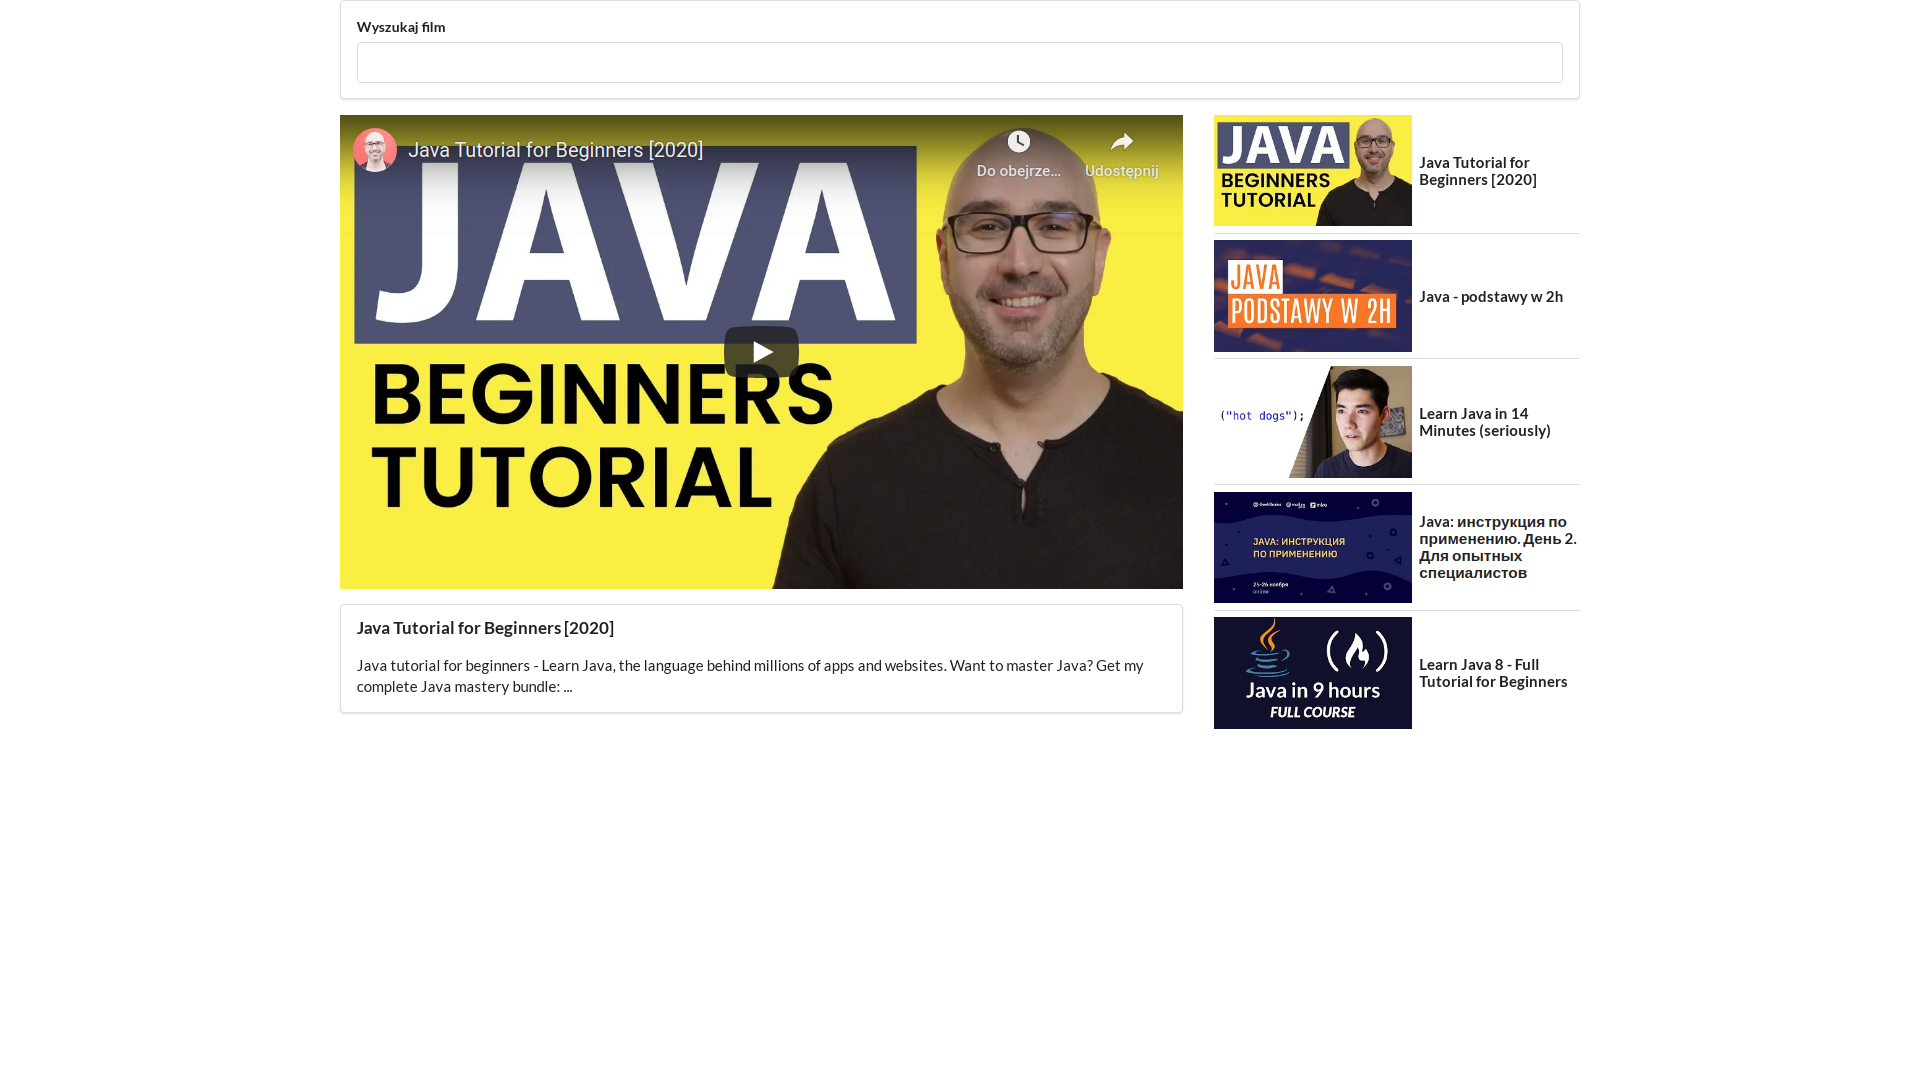 Wyszukaj film
Java Tutorial for Beginners [2020]
Do obejrze...
Udostępnij
JAVA
BEGINNERS
TUTORIAL
Java Tutorial for Beginners [2020]
Java tutorial for beginners - Learn Java, the language behind millions of apps and websites. Want to master Java? Get my
complete Java mastery bundle: ...
JAVA
BEGINNERS
TUTORIAL
Java Tutorial for
Beginners [2020]
JAVA
PODSTAWY W 2H
Java - podstawy w 2h
("hot dogs");
Learn Java in 14
Minutes (seriously)
JAVA: ИНСТРУКЦИЯ
ПО ПРИМЕНЕНИЮ
25-26 ноября
online
Java: инструкция по
применению. День 2.
Для опытных
специалистов
Java in 9 hours
FULL COURSE
Learn Java 8 - Full
Tutorial for Beginners